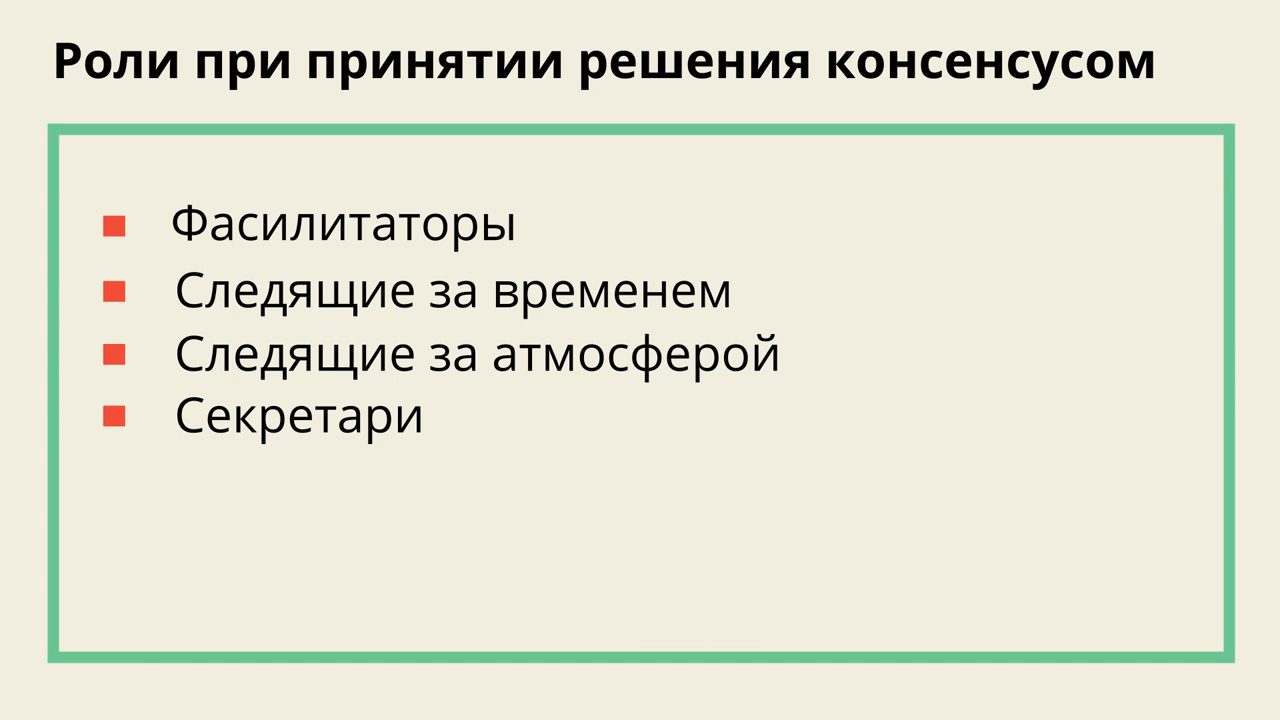 Роли при принятии решения консенсусом
Фасилитаторы
Следящие за временем
Следящие за атмосферой
Секретари